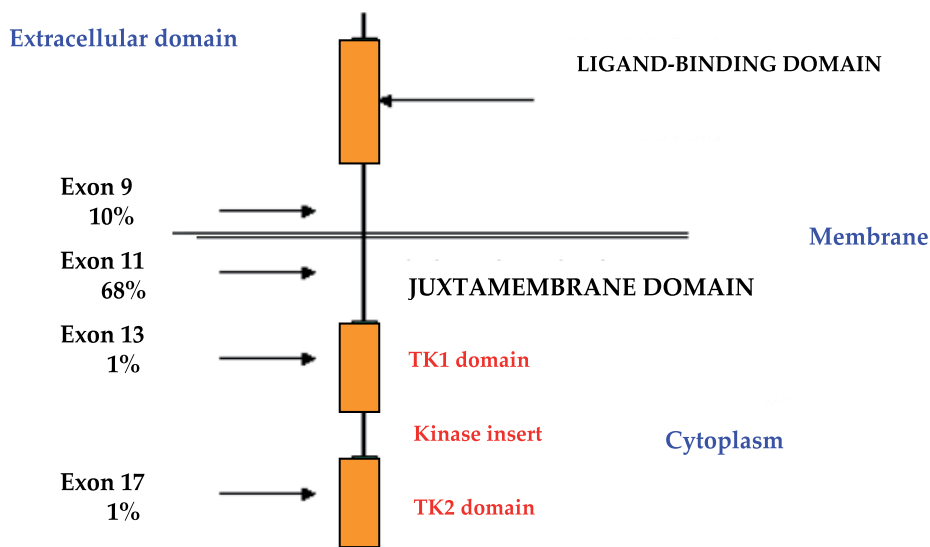 Extracellular domain
LIGAND-BINDING DOMAIN
Exon 9
10%
Membrane
Exon 11
68%
JUXTAMEMBRANE DOMAIN
Exon 13
1%
TK1 domain
Kinase insert
Cytoplasm
Exon 17
1%
TK2 domain